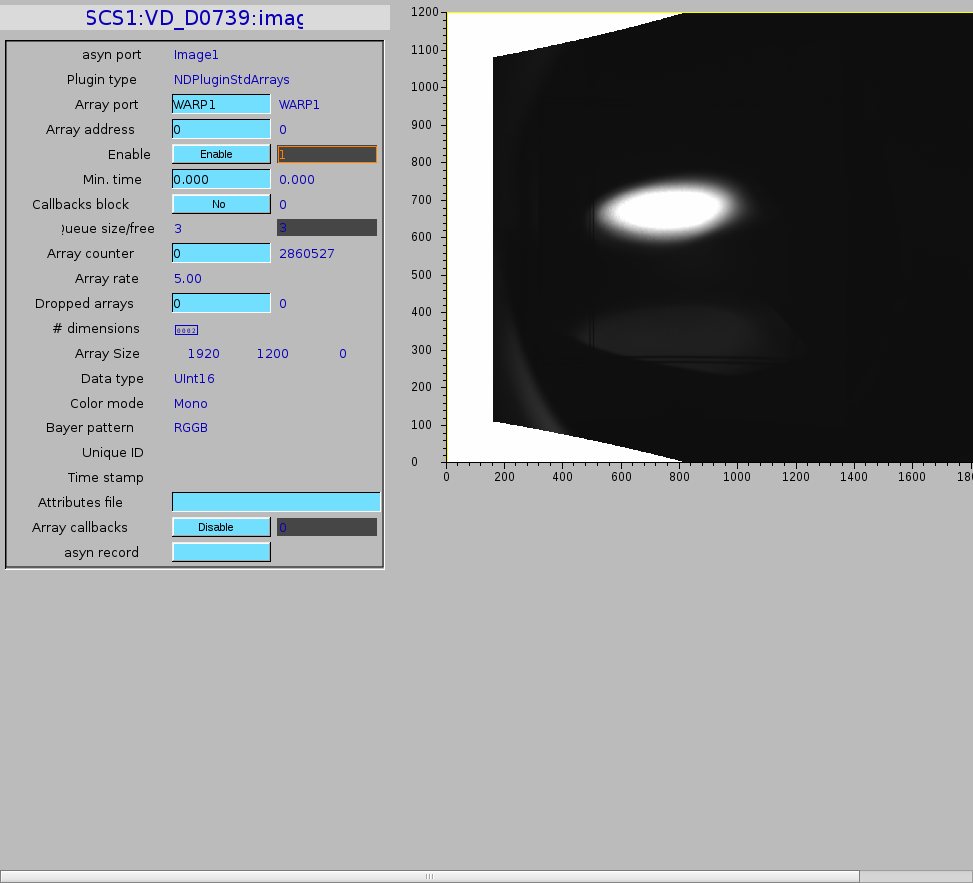 SCS1:VD_D0739:imag
asyn port Image1
Plugin type NDPluginStdArrays
Array port WARP1 WARP1
Array address 0 0
Enable Enable 1
Min. time 0.000 0.000
Callbacks block No 0
Queue size/free 3 3
Array counter 0 2860527
Array rate 5.00
Dropped arrays 0 0
# dimensions 0002
Array Size 1920 1200 0
Data type UInt16
Color mode Mono
Bayer pattern RGGB
Unique ID
Time stamp
Attributes file
Array callbacks Disable 0
asyn record
1200
1100
1000
900
800
700
600
500
400
300
200
100
0
0 200 400 600 800 1000 1200 1400 1600 180